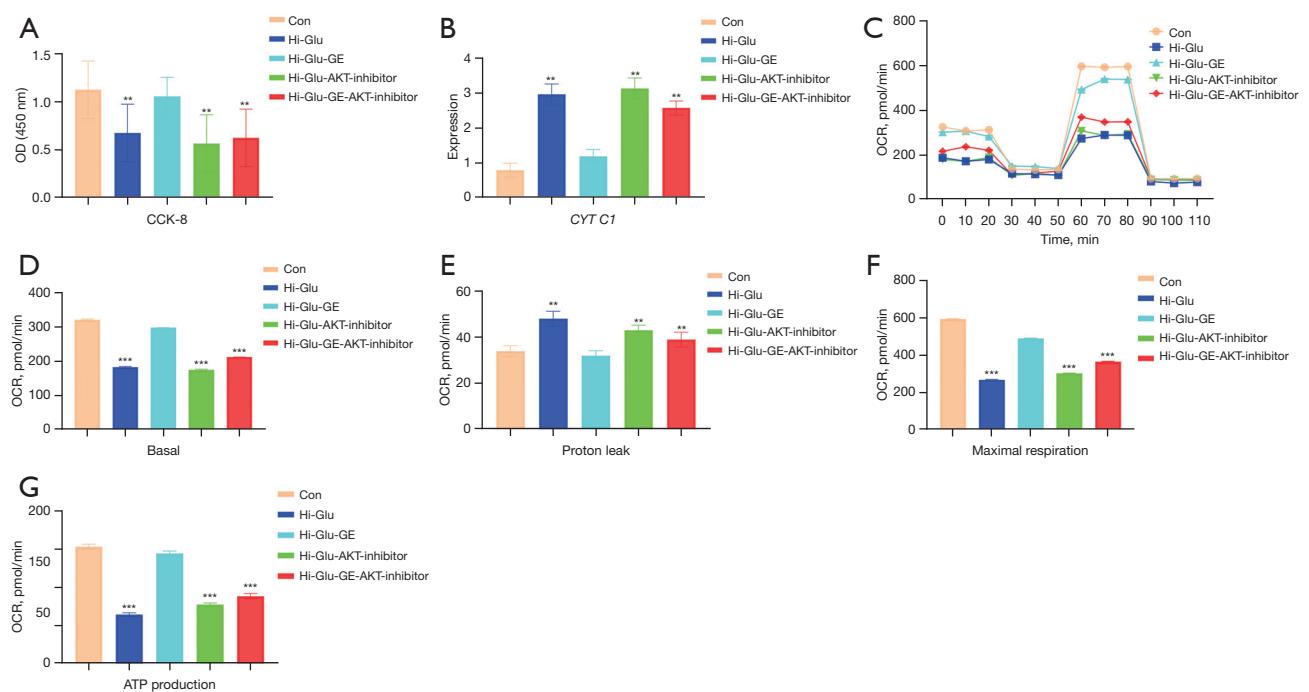 A
Con
Hi-Glu
Hi-Glu-GE
Hi-Glu-AKT-inhibitor
Hi-Glu-GE-AKT-inhibitor
OD (450 nm)
1.5
1.0
0.5
0.0
**
**
**
CCK-8
B
Con
Hi-Glu
Hi-Glu-GE
Hi-Glu-AKT-inhibitor
Hi-Glu-GE-AKT-inhibitor
Expression
4
3
2
1
0
**
**
**
CYT C1
C
Con
Hi-Glu
Hi-Glu-GE
Hi-Glu-AKT-inhibitor
Hi-Glu-GE-AKT-inhibitor
OCR, pmol/min
800
600
400
200
0
0 10 20 30 40 50 60 70 80 90 100 110
Time, min
D
Con
Hi-Glu
Hi-Glu-GE
Hi-Glu-AKT-inhibitor
Hi-Glu-GE-AKT-inhibitor
OCR, pmol/min
400
300
200
100
0
***
***
***
Basal
E
Con
Hi-Glu
Hi-Glu-GE
Hi-Glu-AKT-inhibitor
Hi-Glu-GE-AKT-inhibitor
OCR, pmol/min
60
40
20
0
**
**
**
Proton leak
F
Con
Hi-Glu
Hi-Glu-GE
Hi-Glu-AKT-inhibitor
Hi-Glu-GE-AKT-inhibitor
OCR, pmol/min
800
600
400
200
0
***
***
***
Maximal respiration
G
Con
Hi-Glu
Hi-Glu-GE
Hi-Glu-AKT-inhibitor
Hi-Glu-GE-AKT-inhibitor
OCR, pmol/min
200
150
50
0
***
***
***
ATP production